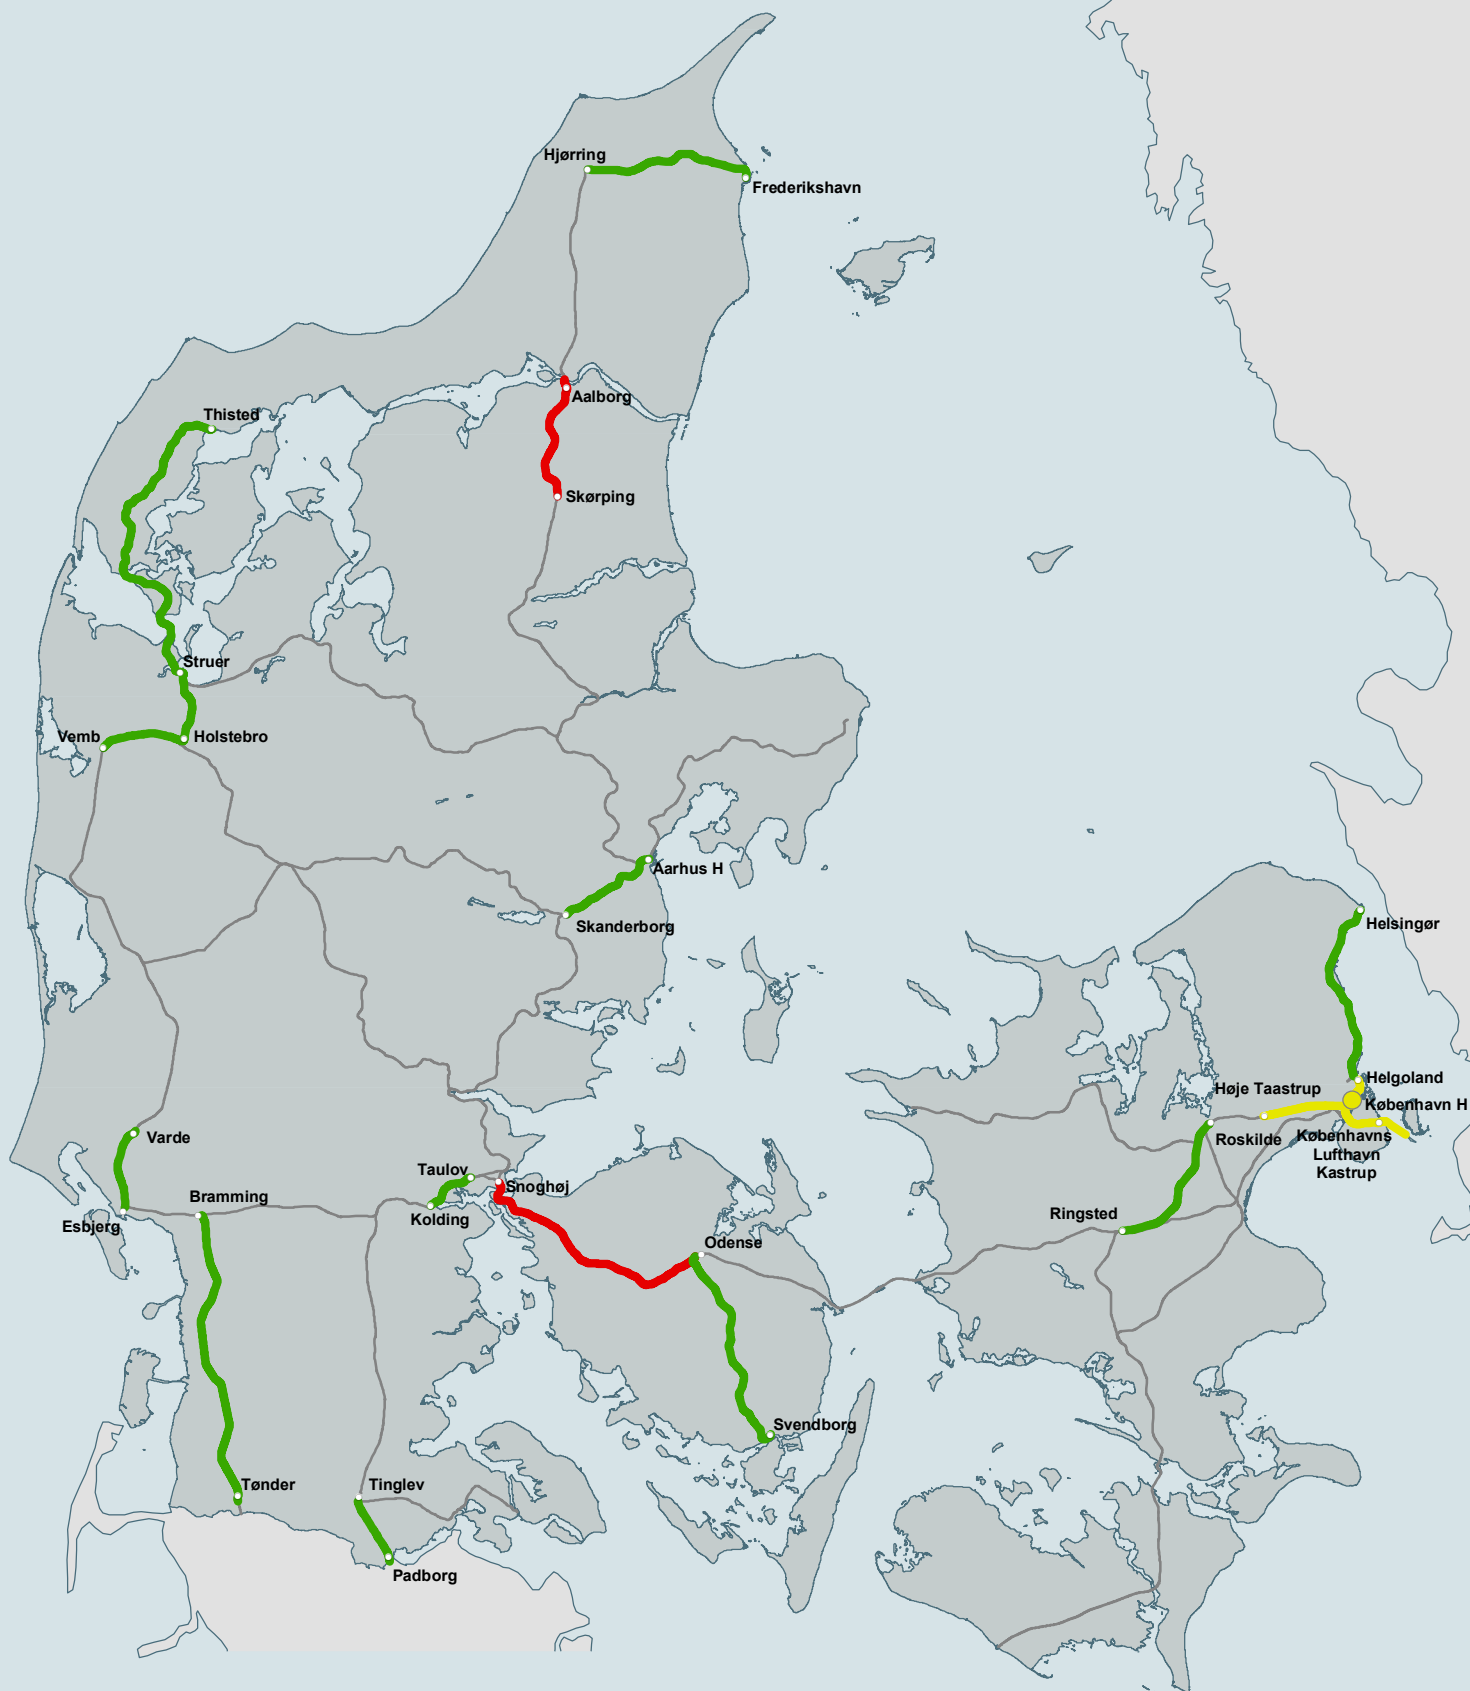 Hjørring
Frederikshavn
Aalborg
Thisted
Skørping
Struer
Vemb
Holstebro
Aarhus H
Skanderborg
Helsingør
Helgoland
Høje Taastrup
København H
Roskilde
Københavns
Lufthavn
Kastrup
Varde
Taulov
Snoghøj
Bramming
Esbjerg
Kolding
Ringsted
Odense
Svendborg
Tønder
Tinglev
Padborg